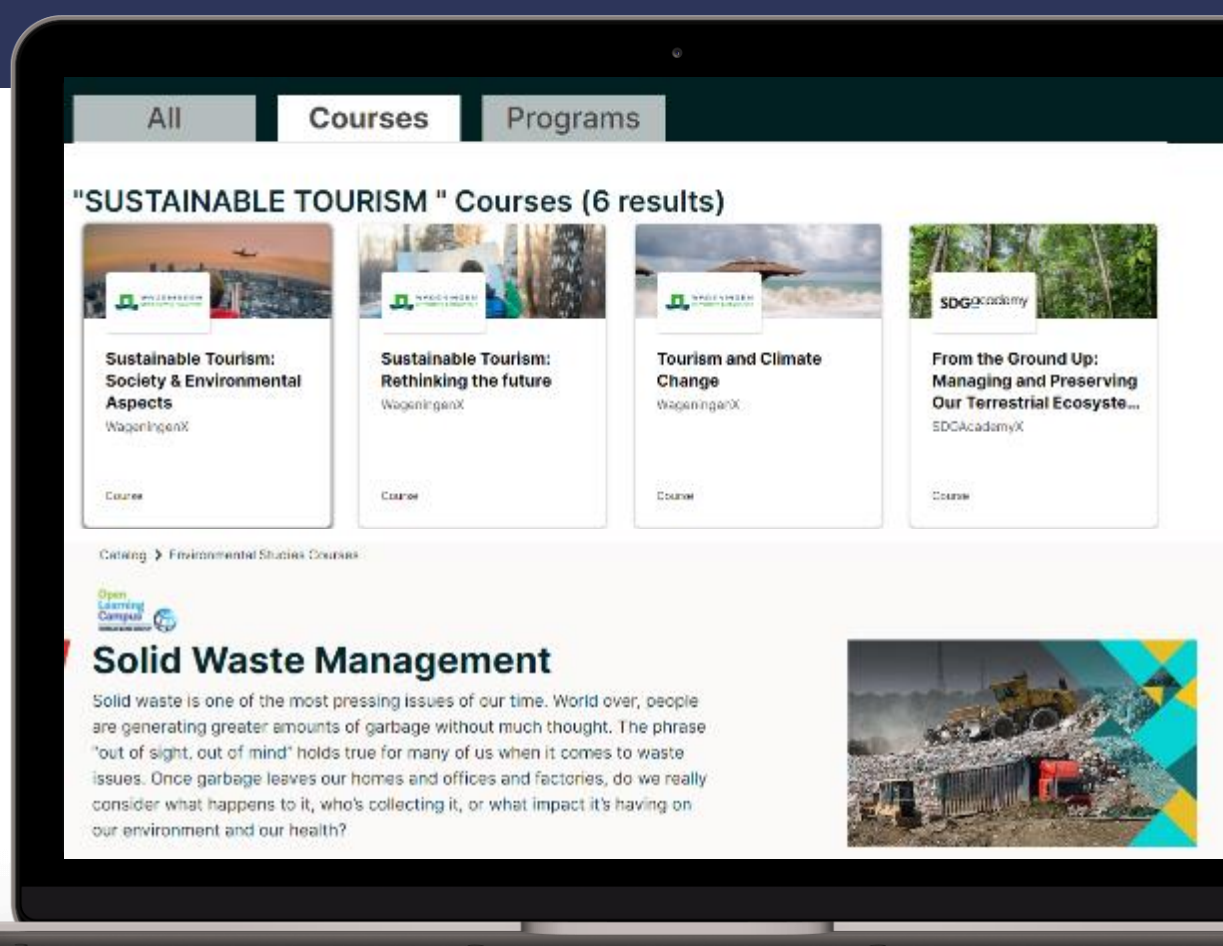 All
Courses
Programs
"SUSTAINABLE TOURISM " Courses (6 results)
Sustainable Tourism:
Society & Environmental
Aspects
WageningenX
Course
Sustainable Tourism:
Rethinking the future
WageningenX
Course
Tourism and Climate
Change
WageningenX
Course
SDGacademy
From the Ground Up:
Managing and Preserving
Our Terrestrial Ecosyste...
SDGAcademyX
Course
Catalog > Environmental Studies Courses
Open
Learning
Campus
Solid Waste Management
Solid waste is one of the most pressing issues of our time. World over, people
are generating greater amounts of garbage without much thought. The phrase
"out of sight, out of mind" holds true for many of us when it comes to waste
issues. Once garbage leaves our homes and offices and factories, do we really
consider what happens to it, who's collecting it, or what impact it's having on
our environment and our health?